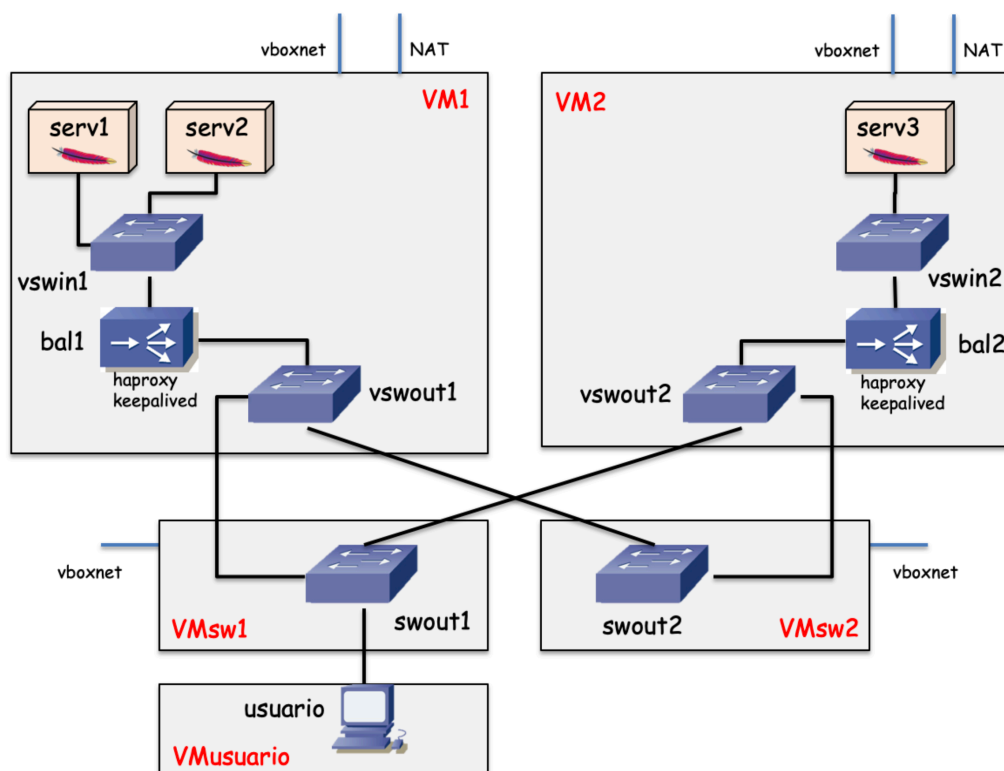 vboxnet
NAT
vboxnet
NAT
VM1
VM2
serv1
serv2
serv3
vswin1
vswin2
bal1
bal2
haproxy
keepalived
haproxy
keepalived
vswout1
vswout2
vboxnet
vboxnet
swout1
swout2
VMsw1
VMsw2
usuario
VMusuario